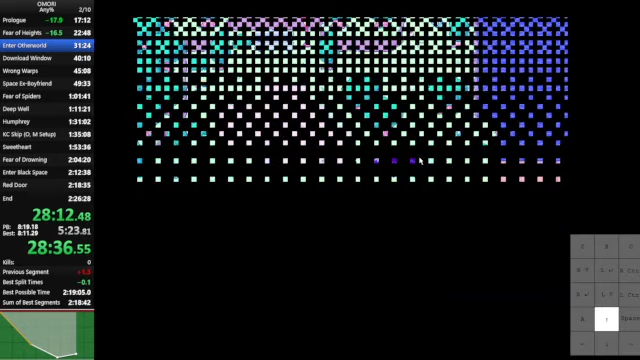 OMORI
Any%
2/10
Prologue −17.9 17:12
Fear of Heights −16.5 22:48
Enter Otherworld 31:24
Download Window 40:10
Wrong Warps 45:08
Space Ex-Boyfriend 49:33
Fear of Spiders 1:01:41
Deep Well 1:11:21
Humphrey 1:31:02
KC Skip (O, M Setup) 1:35:08
Sweetheart 1:53:36
Fear of Drowning 2:04:20
Enter Black Space 2:12:38
Red Door 2:18:35
End 2:26:28
28:12.48
PB: 8:19.18 5:23.81
Best: 8:11.29
28:36.55
Kills: 0
Previous Segment
Best Split Times −0.1
Best Possible Time 2:19:05.0
Sum of Best Segments 2:18:42
A ↑ Space